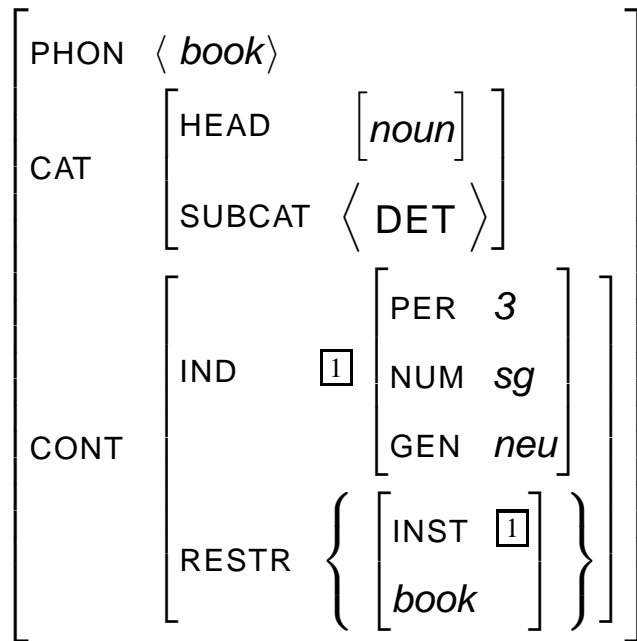 PHON ⟨ book⟩
HEAD [noun]
CAT
SUBCAT ⟨ DET ⟩
PER 3
IND 1 NUM sg
GEN neu
CONT
INST 1
RESTR { }
book